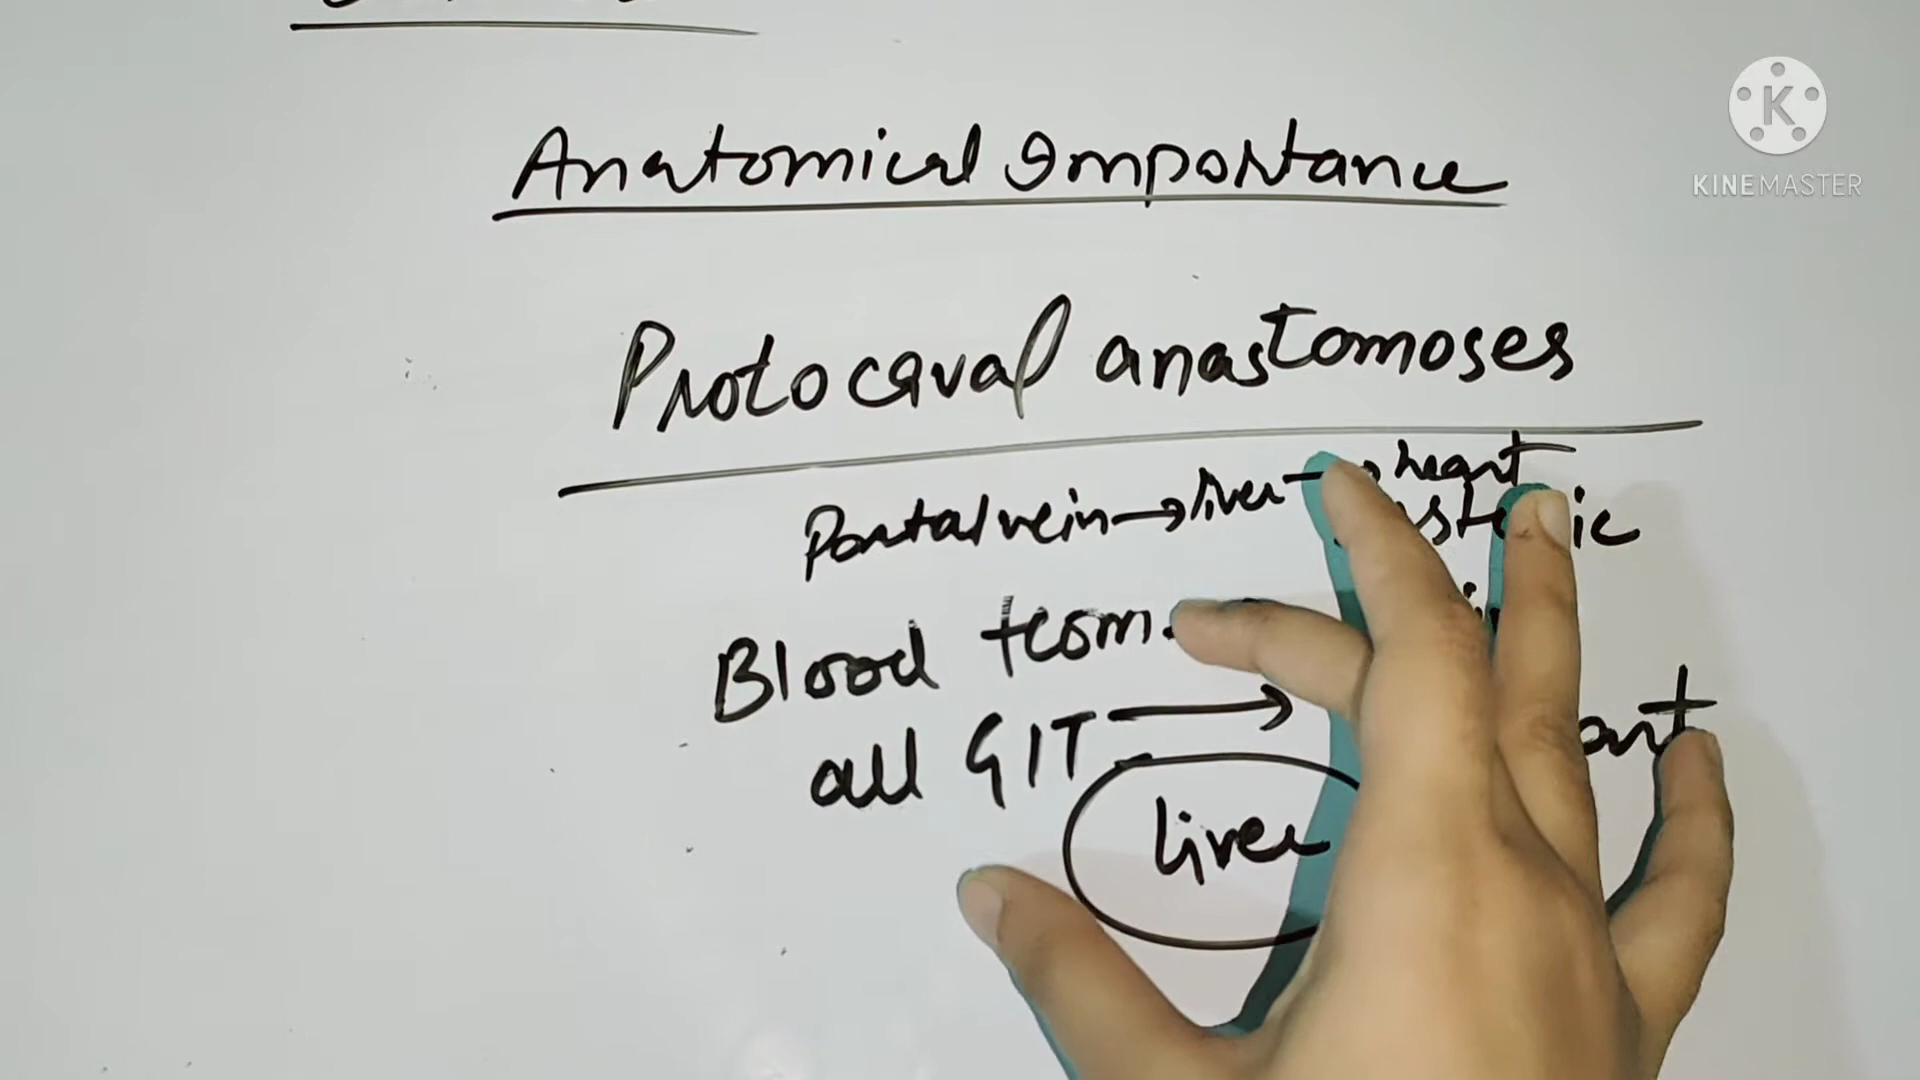 Anatomical Importance
Protocaval anastomoses
Portal vein → liver → heart
Blood from
all GIT →
liver
K
KINEMASTER